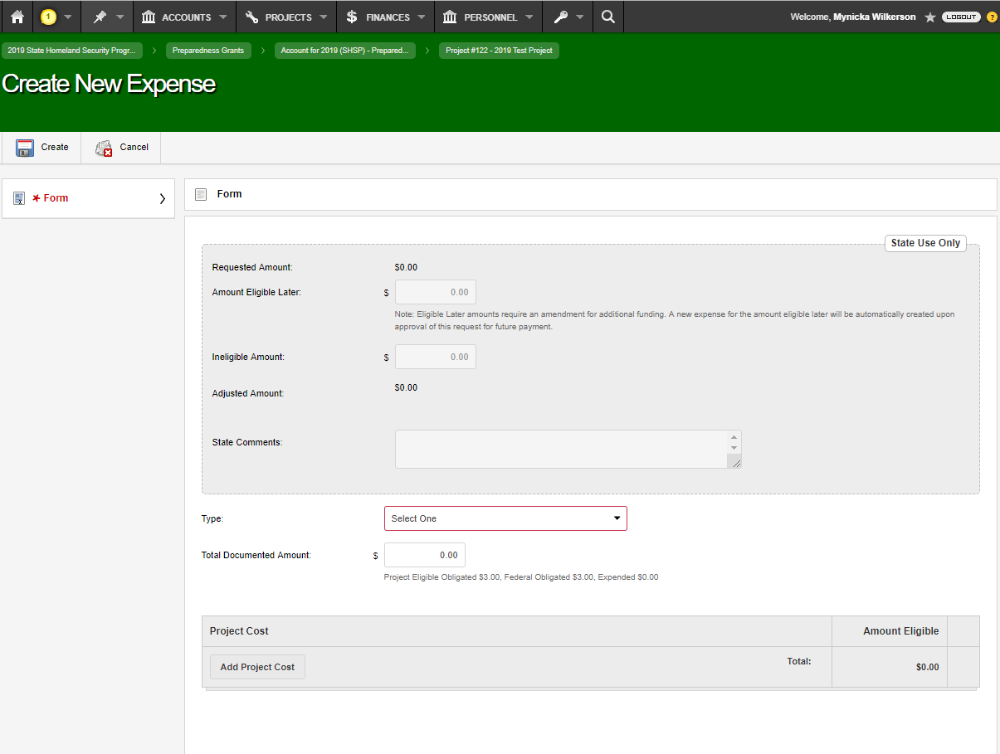 1 ACCOUNTS PROJECTS FINANCES PERSONNEL Welcome, Mynicka Wilkerson LOGOUT ?
2019 State Homeland Security Progr... Preparedness Grants Account for 2019 (SHSP) - Prepared... Project #122 - 2019 Test Project
Create New Expense
Create Cancel
* Form
Form
State Use Only
Requested Amount: $0.00
Amount Eligible Later: $ 0.00
Note: Eligible Later amounts require an amendment for additional funding. A new expense for the amount eligible later will be automatically created upon
approval of this request for future payment.
Ineligible Amount: $ 0.00
Adjusted Amount: $0.00
State Comments:
Type: Select One
Total Documented Amount: $ 0.00
Project Eligible Obligated $3.00, Federal Obligated $3.00, Expended $0.00
Project Cost Amount Eligible
Add Project Cost Total: $0.00